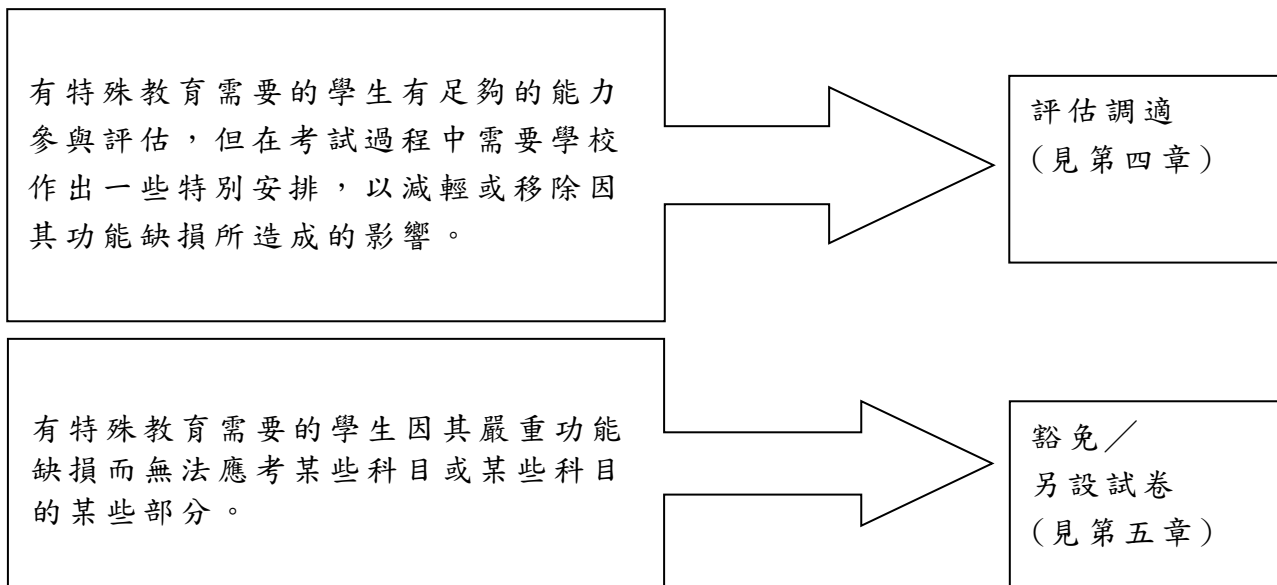 有特殊教育需要的學生有足夠的能力
參與評估，但在考試過程中需要學校
作出一些特別安排，以減輕或移除因
其功能缺損所造成的影響。
評估調適
(見第四章)
有特殊教育需要的學生因其嚴重功能
缺損而無法應考某些科目或某些科目
的某些部分。
豁免／
另設試卷
(見第五章)